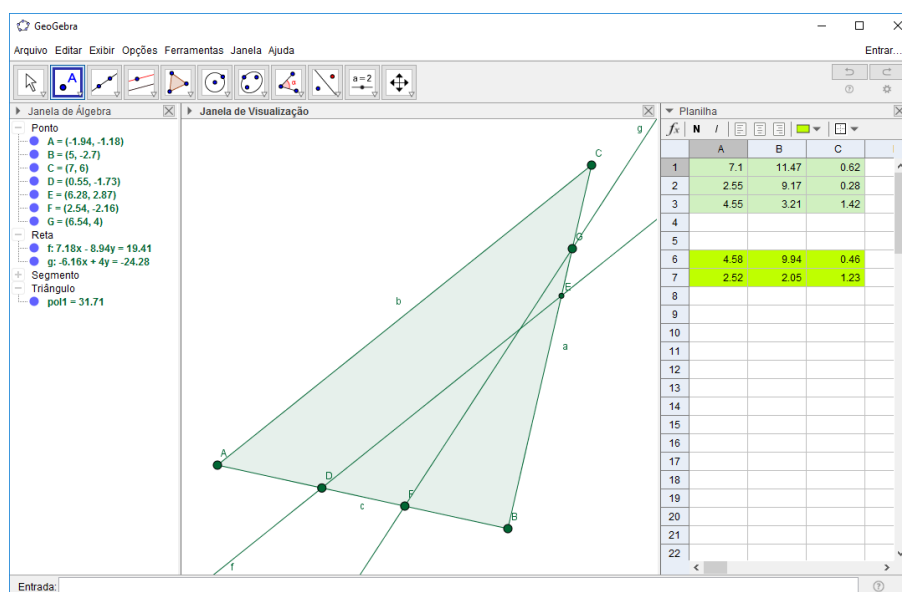 GeoGebra
Arquivo Editar Exibir Opções Ferramentas Janela Ajuda Entrar...
A α a=2
Janela de Álgebra Janela de Visualização Planilha
Ponto
A = (-1.94, -1.18)
B = (5, -2.7)
C = (7, 6)
D = (0.55, -1.73)
E = (6.28, 2.87)
F = (2.54, -2.16)
G = (6.54, 4)
Reta
f: 7.18x - 8.94y = 19.41
g: -6.16x + 4y = -24.28
Segmento
Triângulo
pol1 = 31.71
g
C
G
E
b
a
A
D
F
c
B
f
fx N I
A B C
1 7.1 11.47 0.62
2 2.55 9.17 0.28
3 4.55 3.21 1.42
4
5
6 4.58 9.94 0.46
7 2.52 2.05 1.23
8
9
10
11
12
13
14
15
16
17
18
19
20
21
22
Entrada: